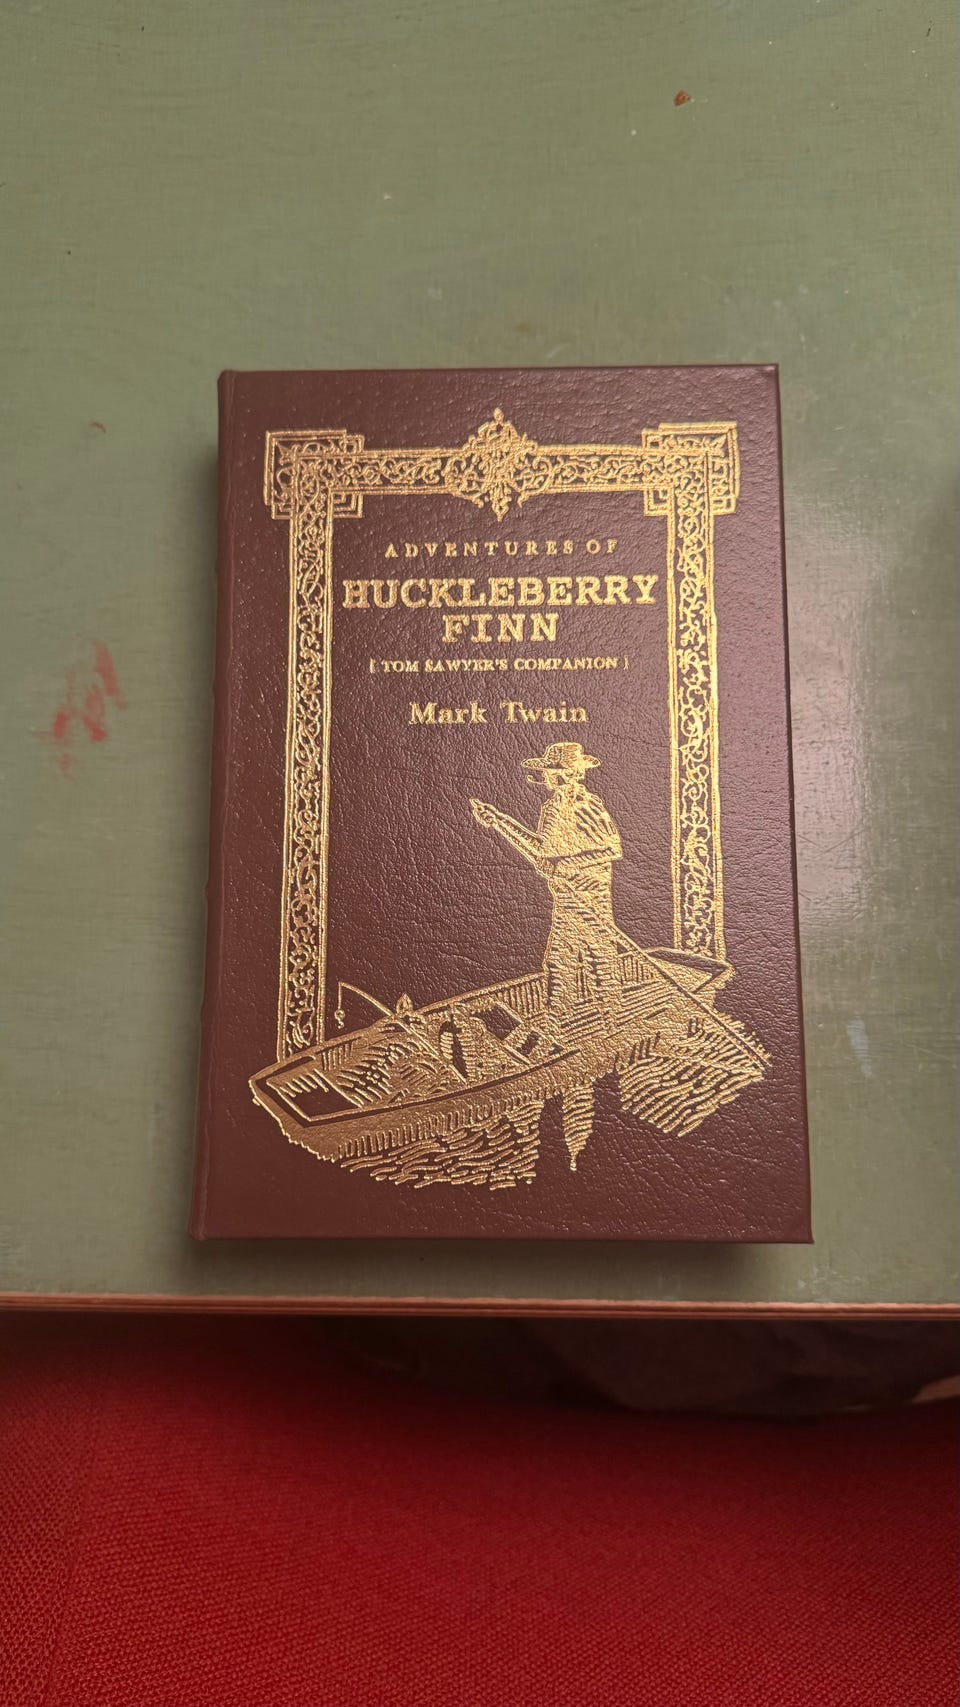 ADVENTURES OF
HUCKLEBERRY
FINN
[ TOM SAWYER'S COMPANION ]
Mark Twain